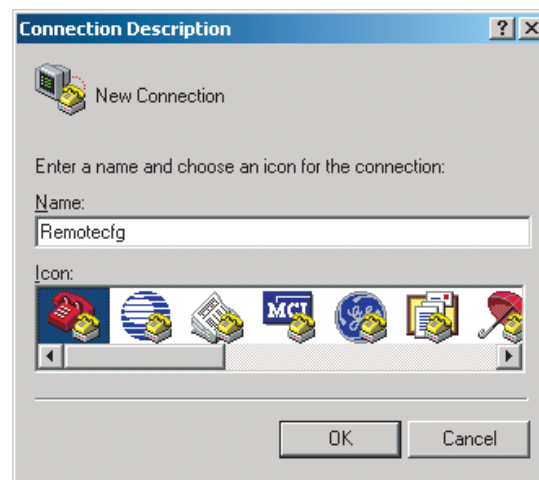 Connection Description
New Connection
Enter a name and choose an icon for the connection:
Name:
Remotecfg
Icon:
MCI
OK
Cancel